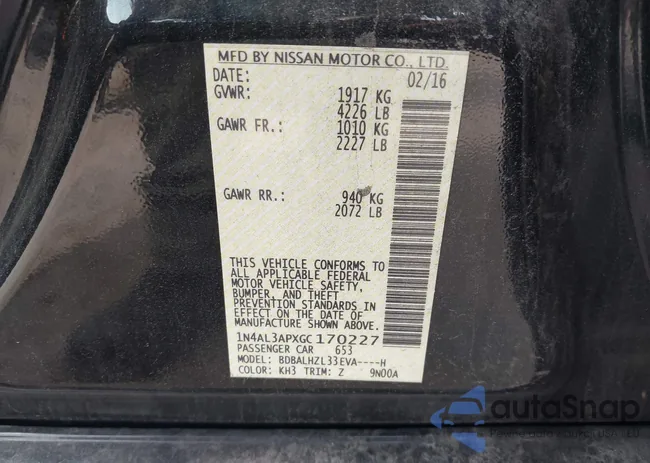 MFD BY NISSAN MOTOR CO., LTD.
DATE: 02/16
GVWR: 1917 KG
4226 LB
GAWR FR.: 1010 KG
2227 LB
GAWR RR.: 940 KG
2072 LB
THIS VEHICLE CONFORMS TO
ALL APPLICABLE FEDERAL
MOTOR VEHICLE SAFETY,
BUMPER, AND THEFT
PREVENTION STANDARDS IN
EFFECT ON THE DATE OF
MANUFACTURE SHOWN ABOVE.
1N4AL3APXGC170227
PASSENGER CAR 653
MODEL: BDBALHZL33EVA----H
COLOR: KH3 TRIM: Z 9N00A
autoSnap